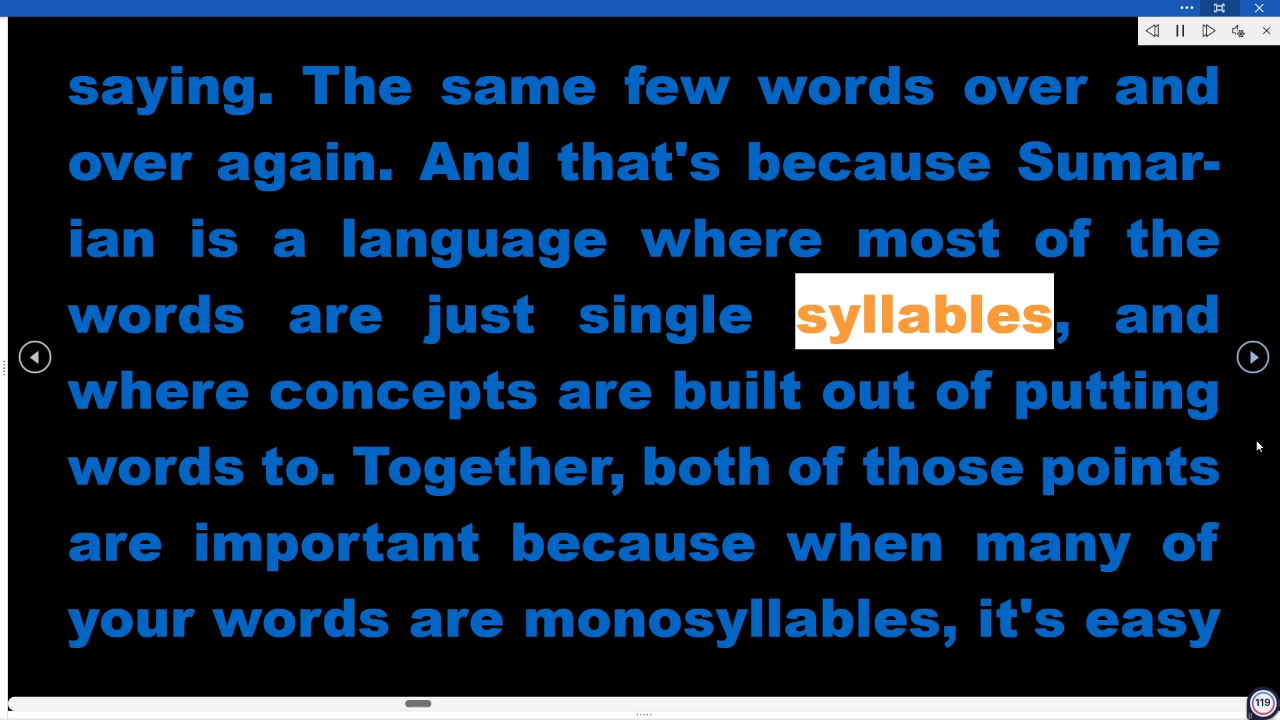 saying. The same few words over and
over again. And that's because Sumar-
ian is a language where most of the
words are just single syllables, and
where concepts are built out of putting
words to. Together, both of those points
are important because when many of
your words are monosyllables, it's easy
119